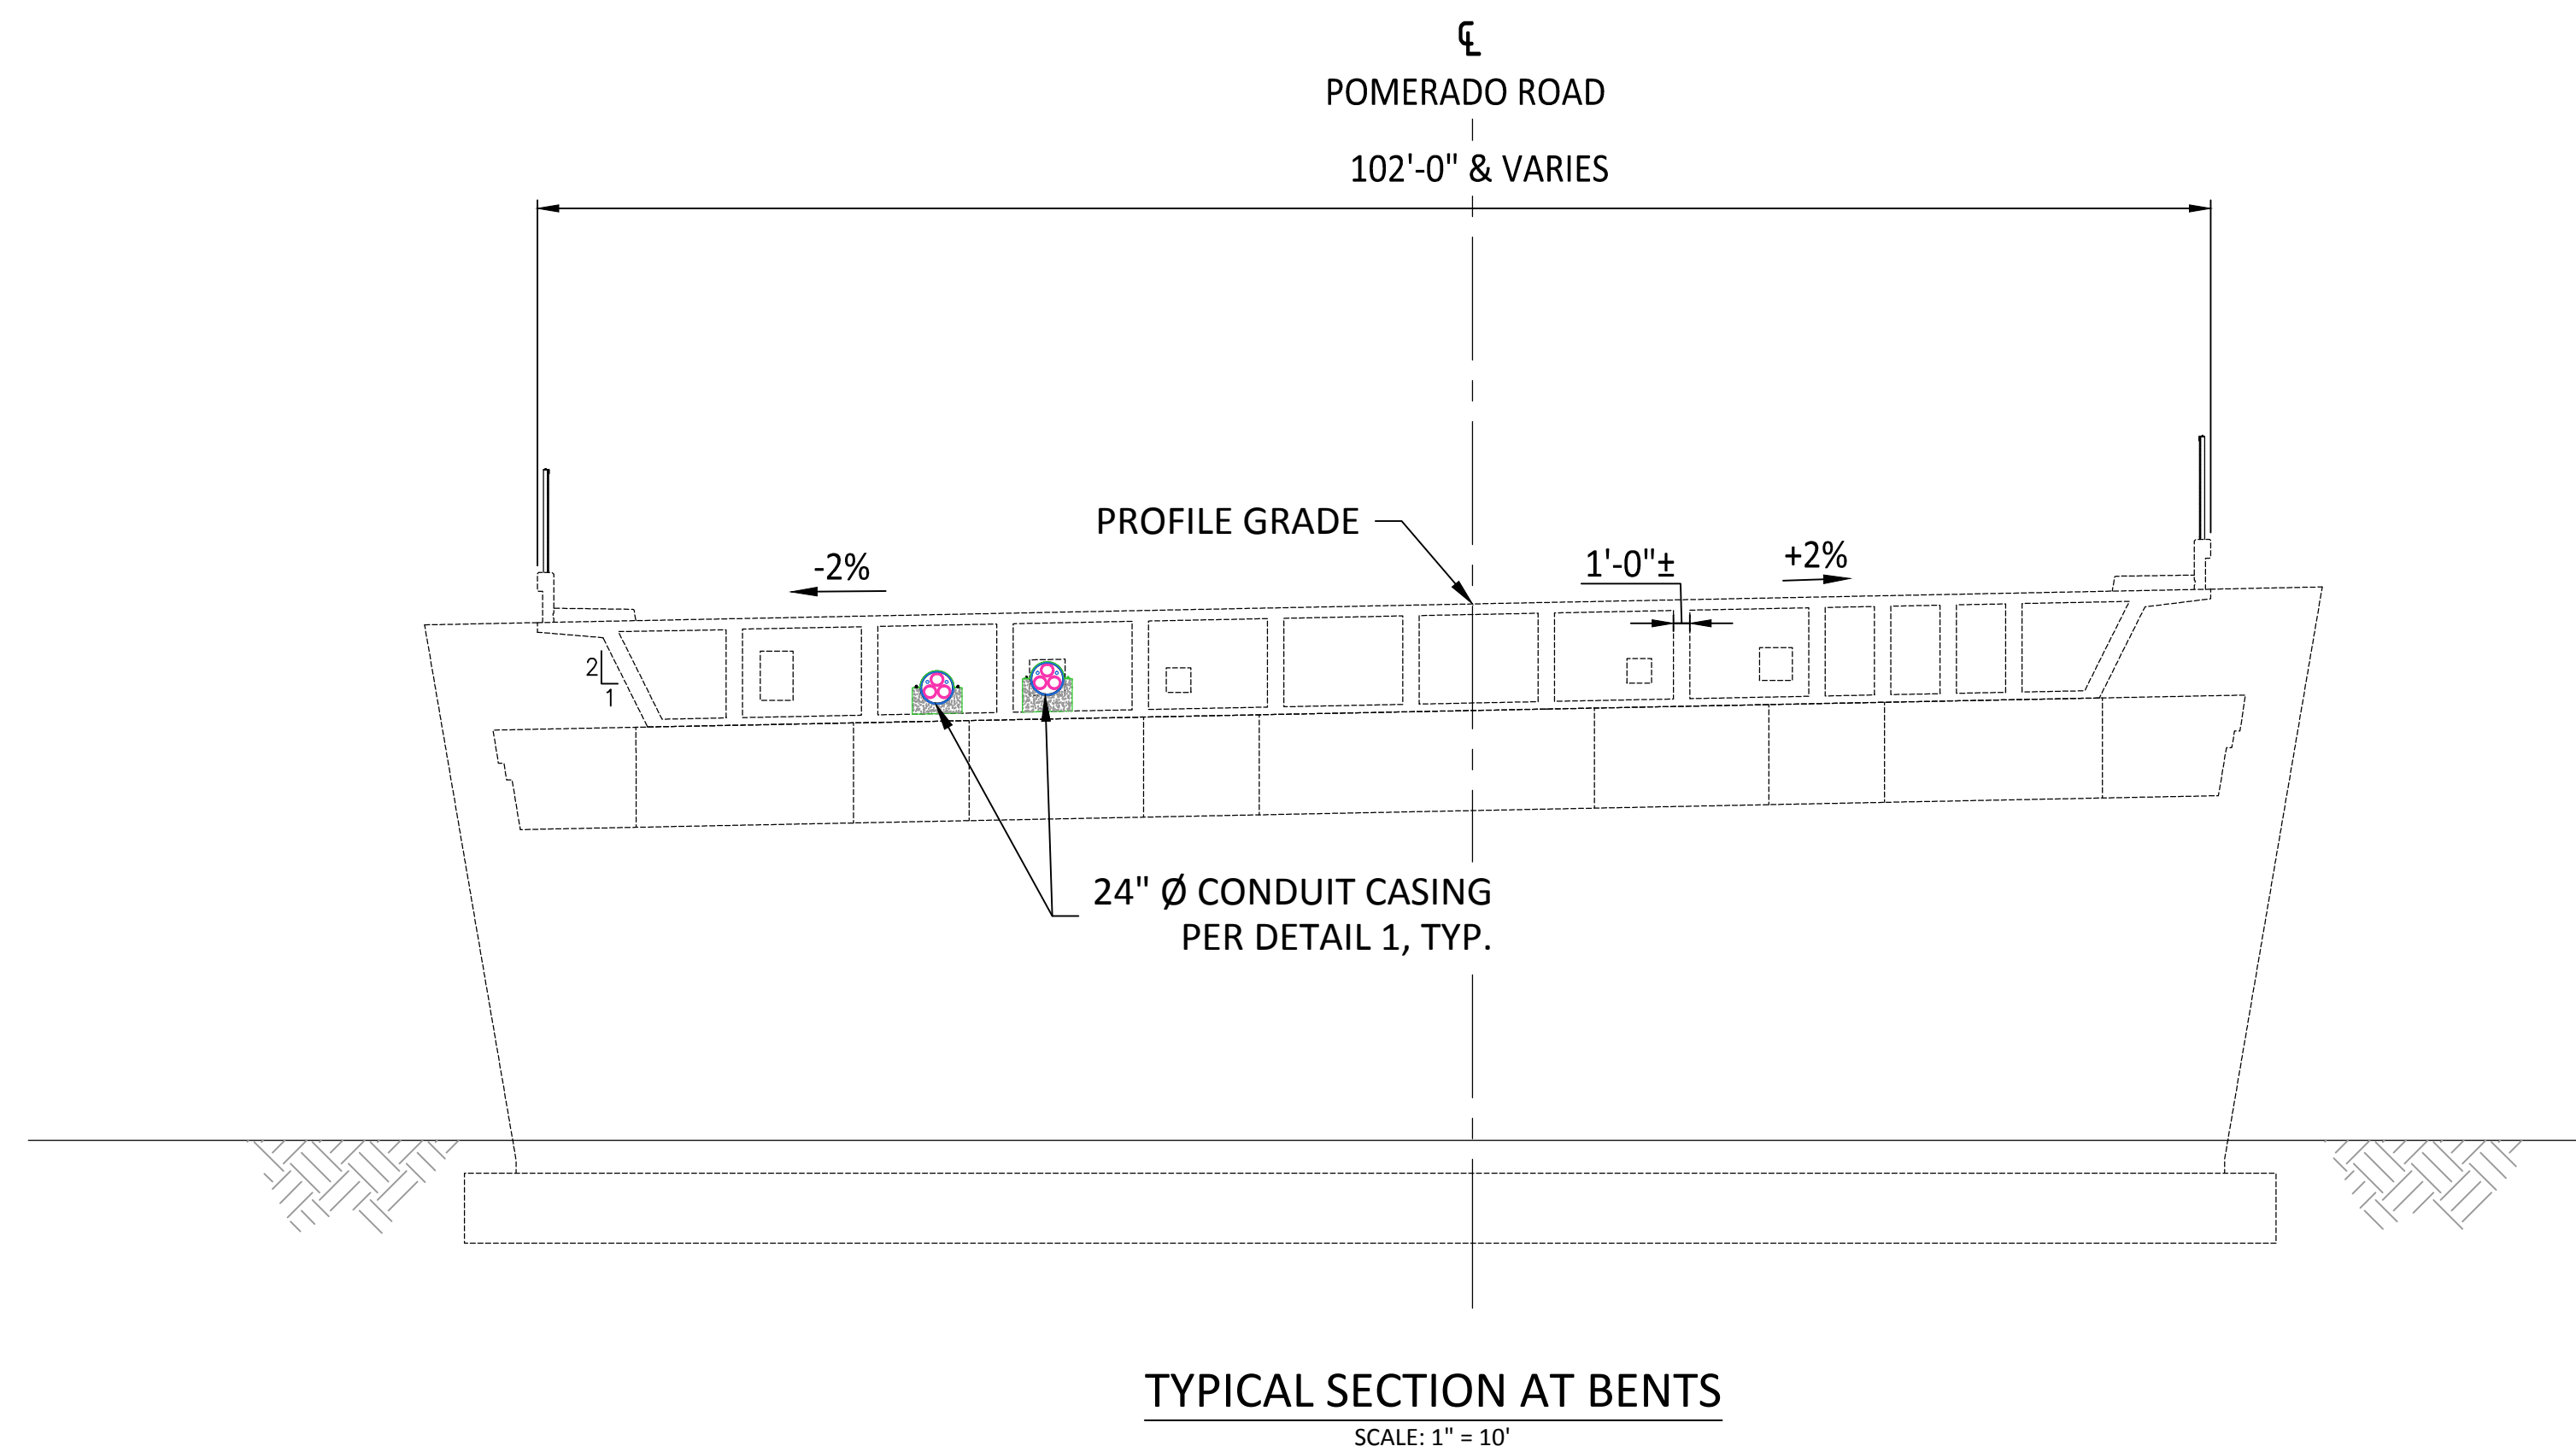 ℄
POMERADO ROAD
102'-0" & VARIES
PROFILE GRADE
-2%
1'-0"±
+2%
2
1
24" Ø CONDUIT CASING
PER DETAIL 1, TYP.
TYPICAL SECTION AT BENTS
SCALE: 1" = 10'